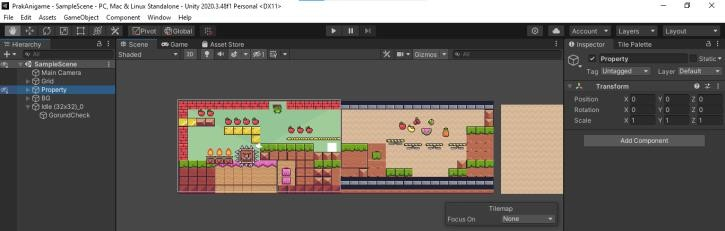 PrakAnigame - SampleScene - PC, Mac & Linux Standalone - Unity 2020.3.48f1 Personal <DX11>
File Edit Assets GameObject Component Window Help
Pivot Global Account Layers Layout
Hierarchy Scene Game Asset Store Inspector Tile Palette
All Shaded 2D Gizmos All Property Static
SampleScene Tag Untagged Layer Default
Main Camera
Grid Transform
Property Position X 0 Y 0 Z 0
BG Rotation X 0 Y 0 Z 0
Idle (32x32)_0 Scale X 1 Y 1 Z 1
GorundCheck
Add Component
Tilemap
Focus On None